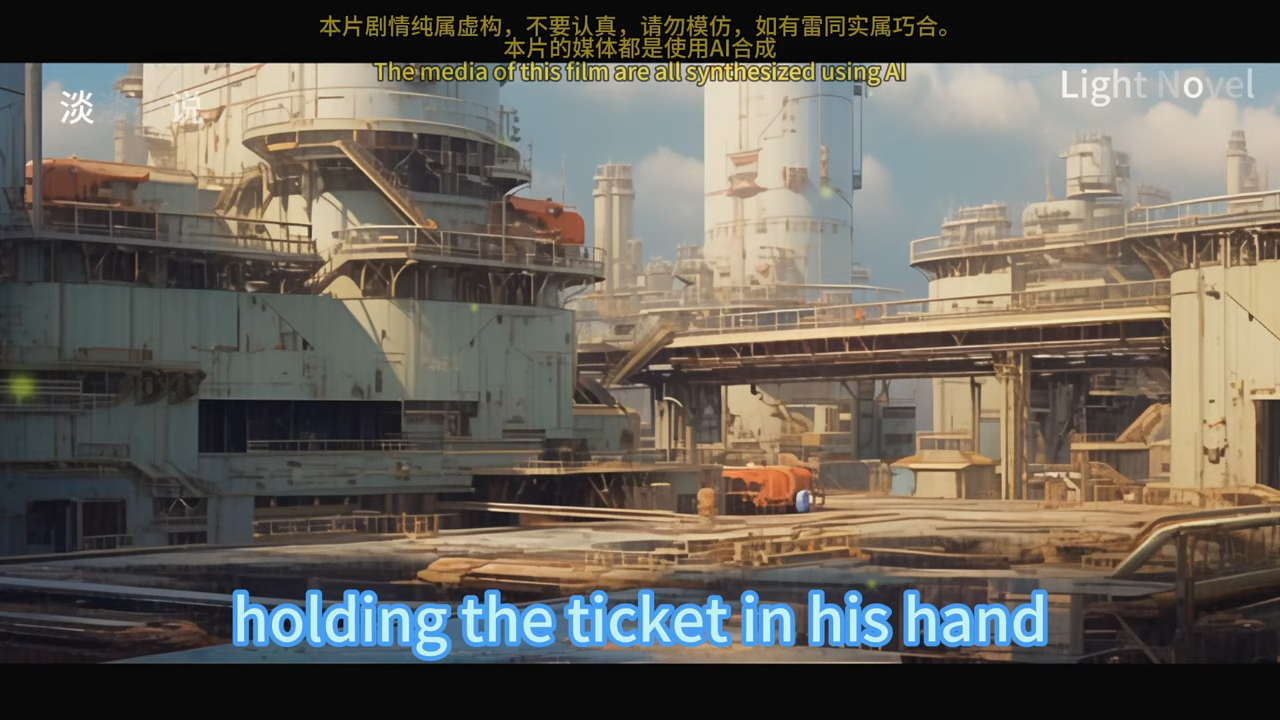 本片剧情纯属虚构，不要认真，请勿模仿，如有雷同实属巧合。
本片的媒体都是使用AI合成
The media of this film are all synthesized using AI
Light Novel
淡 说
holding the ticket in his hand